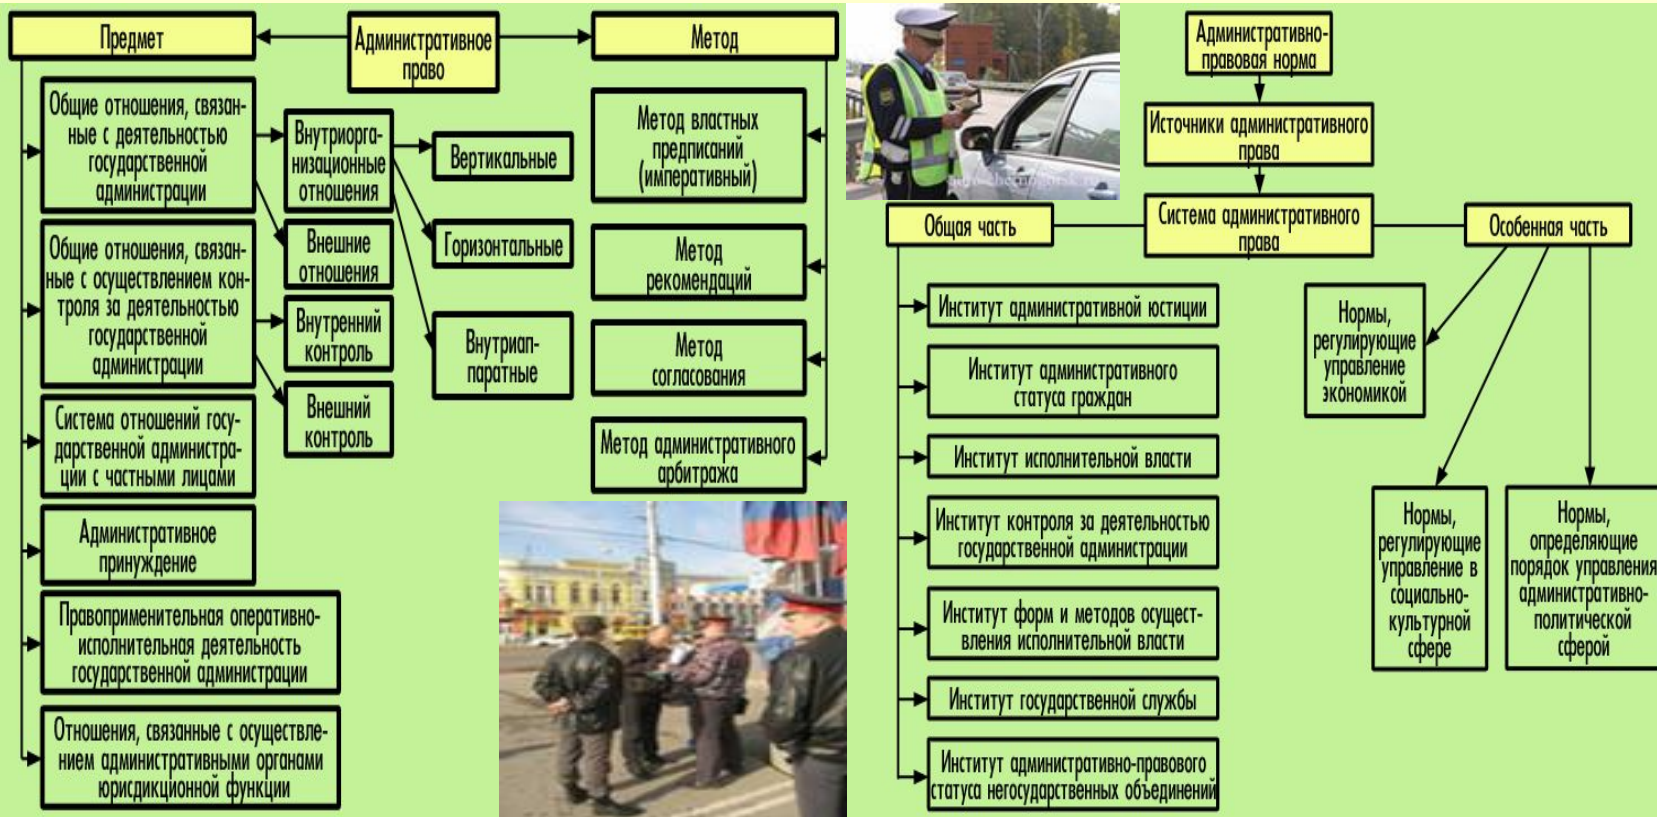 Предмет
Административное
право
Метод
Общие отношения, связан-
ные с деятельностью
государственной
администрации
Внутриорга-
низационные
отношения
Вертикальные
Горизонтальные
Внутриап-
паратные
Внешние
отношения
Общие отношения, связан-
ные с осуществлением кон-
троля за деятельностью
государственной
администрации
Внутренний
контроль
Внешний
контроль
Система отношений госу-
дарственной администра-
ции с частными лицами
Административное
принуждение
Правоприменительная оперативно-
исполнительная деятельность
государственной администрации
Отношения, связанные с осуществле-
нием административными органами
юрисдикционной функции
Метод властных
предписаний
(императивный)
Метод
рекомендаций
Метод
согласования
Метод административного
арбитража
Административно-
правовая норма
Источники административного
права
Система административного
права
Общая часть
Особенная часть
Институт административной юстиции
Институт административного
статуса граждан
Институт исполнительной власти
Институт контроля за деятельностью
государственной администрации
Институт форм и методов осущест-
вления исполнительной власти
Институт государственной службы
Институт административно-правового
статуса негосударственных объединений
Нормы,
регулирующие
управление
экономикой
Нормы,
регулирующие
управление в
социально-
культурной
сфере
Нормы,
определяющие
порядок управления
административно-
политической
сферой